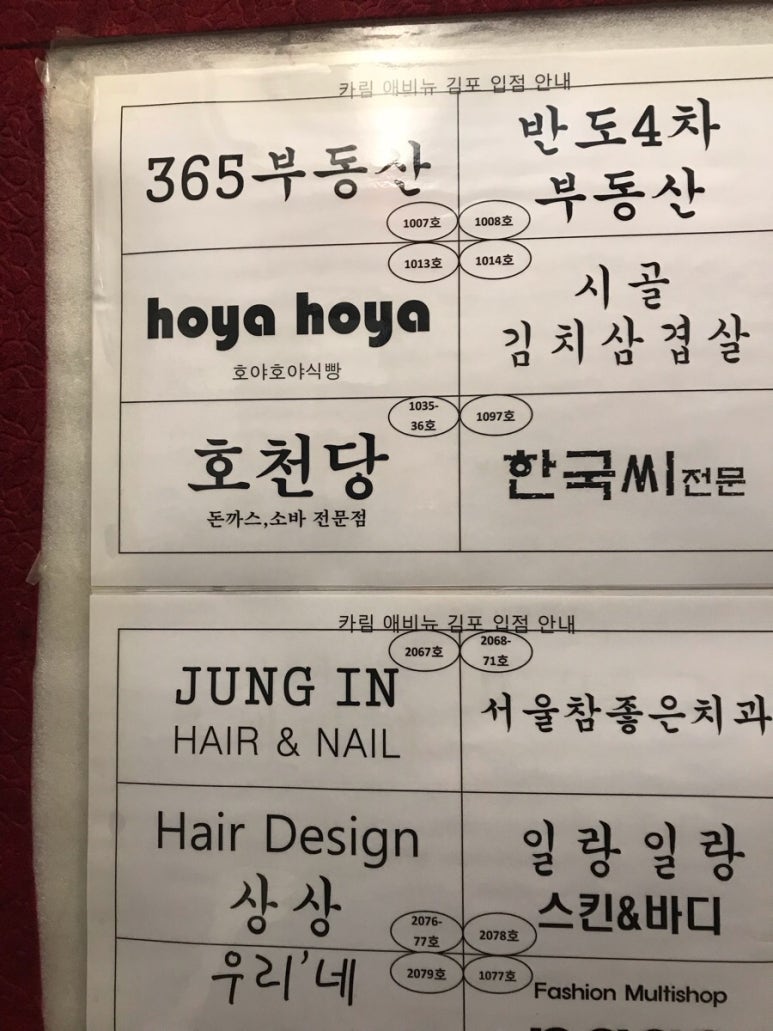 카림 애비뉴 김포 입점 안내
365부동산
1007호
반도4차
부동산
1008호
hoya hoya
호야호야식빵
1013호
시골
김치삼겹살
1014호
호천당
돈까스,소바 전문점
1035-
36호
한국씨전문
1097호
카림 애비뉴 김포 입점 안내
JUNG IN
HAIR & NAIL
2067호
서울참좋은치과
2068-
71호
Hair Design
상상
2076-
77호
일랑일랑
스킨&바디
2078호
우리'네
2079호
1077호
Fashion Multishop